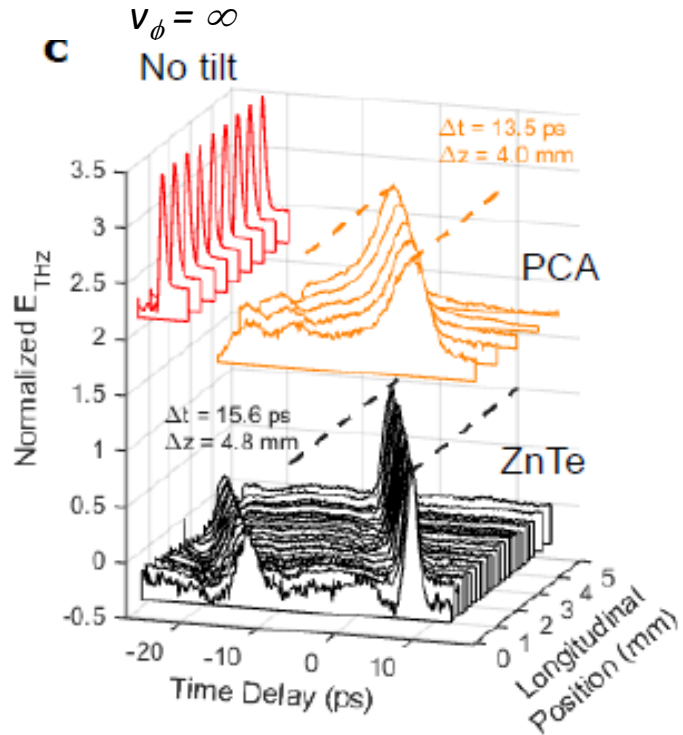 v_ϕ = ∞
c
No tilt
Δt = 13.5 ps
Δz = 4.0 mm
PCA
Δt = 15.6 ps
Δz = 4.8 mm
ZnTe
Normalized E_THz
3.5
3
2.5
2
1.5
1
0.5
0
-0.5
-20
-10
0
10
Time Delay (ps)
0
1
2
3
4
5
Longitudinal
Position (mm)